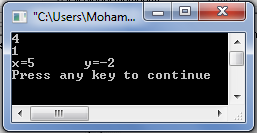 "C:\Users\Moham...
4
1
x=5 y=-2
Press any key to continue